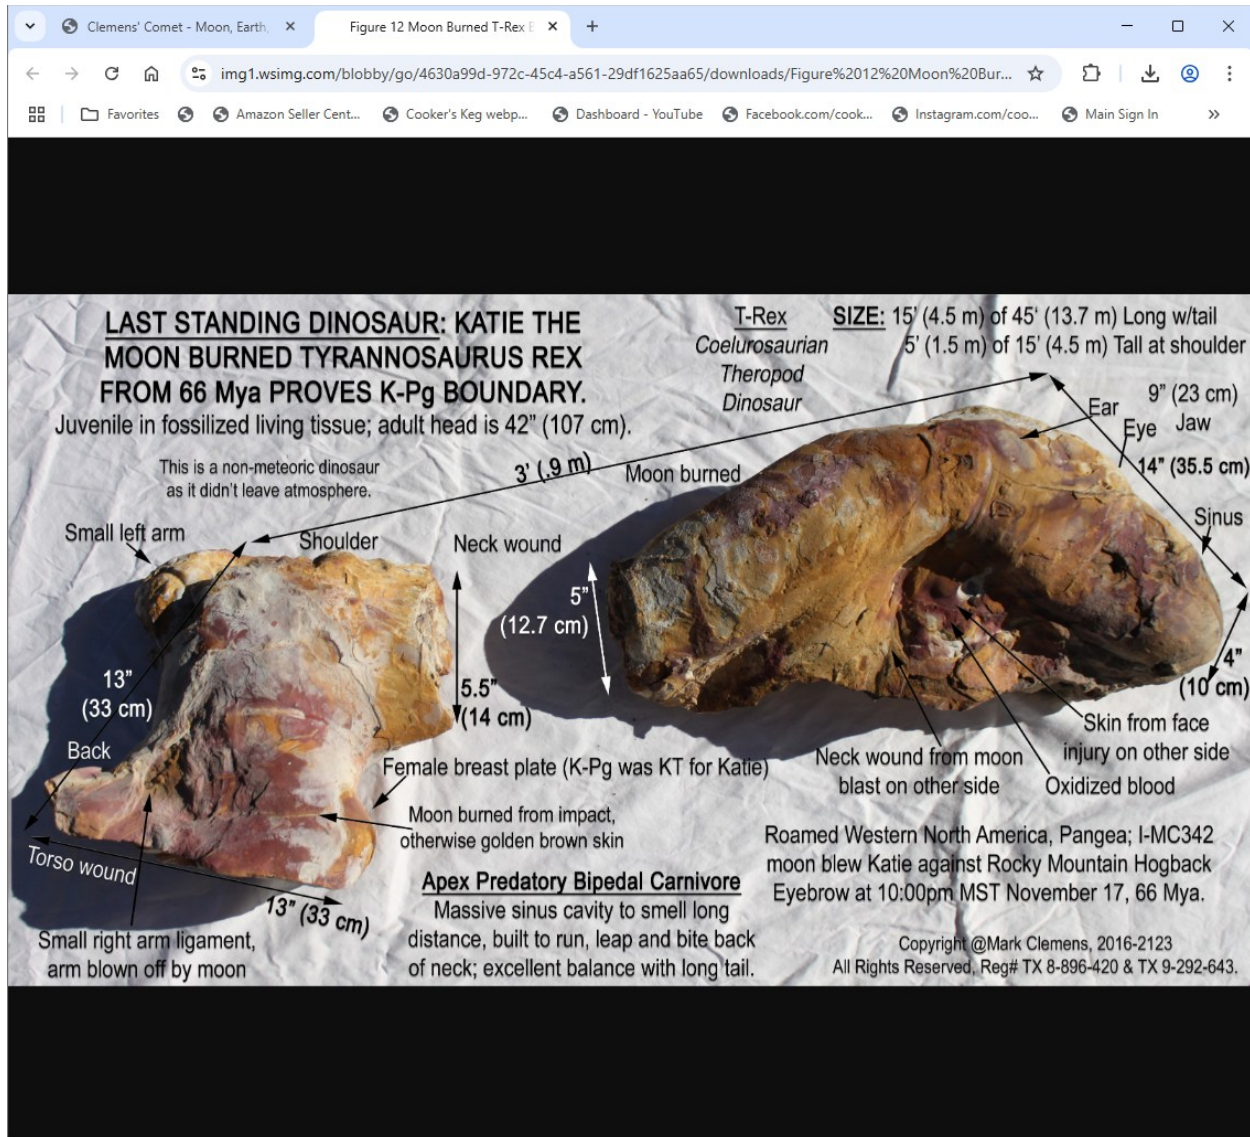 Clemens' Comet - Moon, Earth,
Figure 12 Moon Burned T-Rex
img1.wsimg.com/blobby/go/4630a99d-972c-45c4-a561-29df1625aa65/downloads/Figure%2012%20Moon%20Bur...
Favorites
Amazon Seller Cent...
Cooker's Keg webp...
Dashboard - YouTube
Facebook.com/cook...
Instagram.com/coo...
Main Sign In
LAST STANDING DINOSAUR: KATIE THE
MOON BURNED TYRANNOSAURUS REX
FROM 66 Mya PROVES K-Pg BOUNDARY.
Juvenile in fossilized living tissue; adult head is 42” (107 cm).
This is a non-meteoric dinosaur
as it didn't leave atmosphere.
T-Rex
Coelurosaurian
Theropod
Dinosaur
SIZE: 15' (4.5 m) of 45' (13.7 m) Long w/tail
5' (1.5 m) of 15' (4.5 m) Tall at shoulder
9” (23 cm)
Jaw
Ear
Eye
14” (35.5 cm)
3' (.9 m)
Moon burned
Sinus
Small left arm
Shoulder
Neck wound
5”
(12.7 cm)
13”
(33 cm)
5.5”
(14 cm)
4”
(10 cm)
Back
Skin from face
injury on other side
Neck wound from moon
blast on other side
Oxidized blood
Female breast plate (K-Pg was KT for Katie)
Moon burned from impact,
otherwise golden brown skin
Torso wound
13” (33 cm)
Small right arm ligament,
arm blown off by moon
Apex Predatory Bipedal Carnivore
Massive sinus cavity to smell long
distance, built to run, leap and bite back
of neck; excellent balance with long tail.
Roamed Western North America, Pangea; I-MC342
moon blew Katie against Rocky Mountain Hogback
Eyebrow at 10:00pm MST November 17, 66 Mya.
Copyright @Mark Clemens, 2016-2123
All Rights Reserved, Reg# TX 8-896-420 & TX 9-292-643.